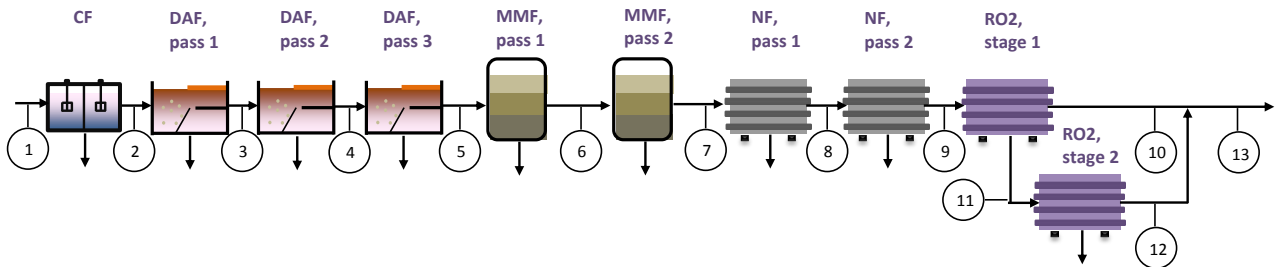 CF
DAF,
pass 1
DAF,
pass 2
DAF,
pass 3
MMF,
pass 1
MMF,
pass 2
NF,
pass 1
NF,
pass 2
RO2,
stage 1
RO2,
stage 2
1
2
3
4
5
6
7
8
9
10
13
11
12